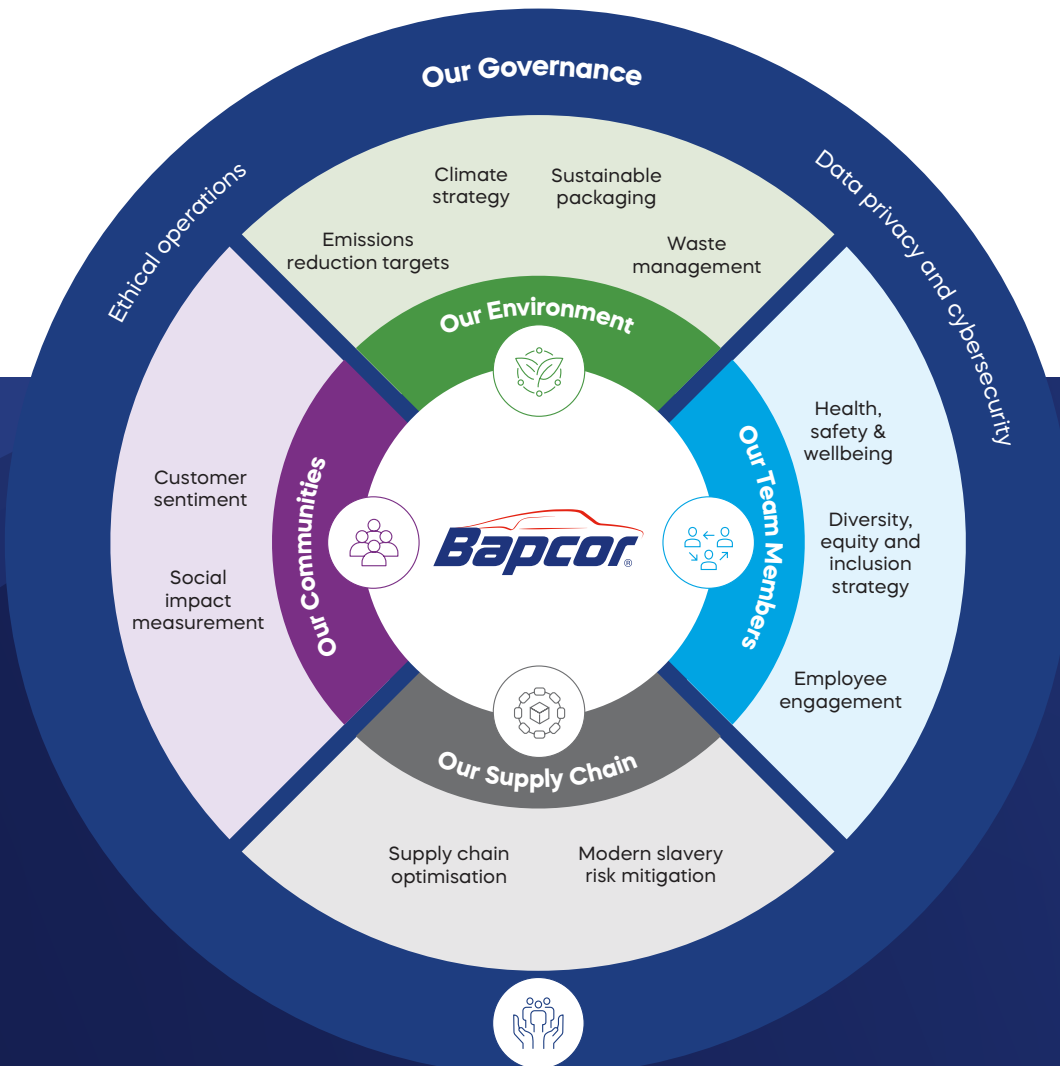 Our Governance
Ethical operations
Data privacy and cybersecurity
Climate
strategy
Sustainable
packaging
Emissions
reduction targets
Waste
management
Our Environment
Health,
safety &
wellbeing
Diversity,
equity and
inclusion
strategy
Employee
engagement
Our Team Members
Customer
sentiment
Social
impact
measurement
Our Communities
Bapcor®
Our Supply Chain
Supply chain
optimisation
Modern slavery
risk mitigation